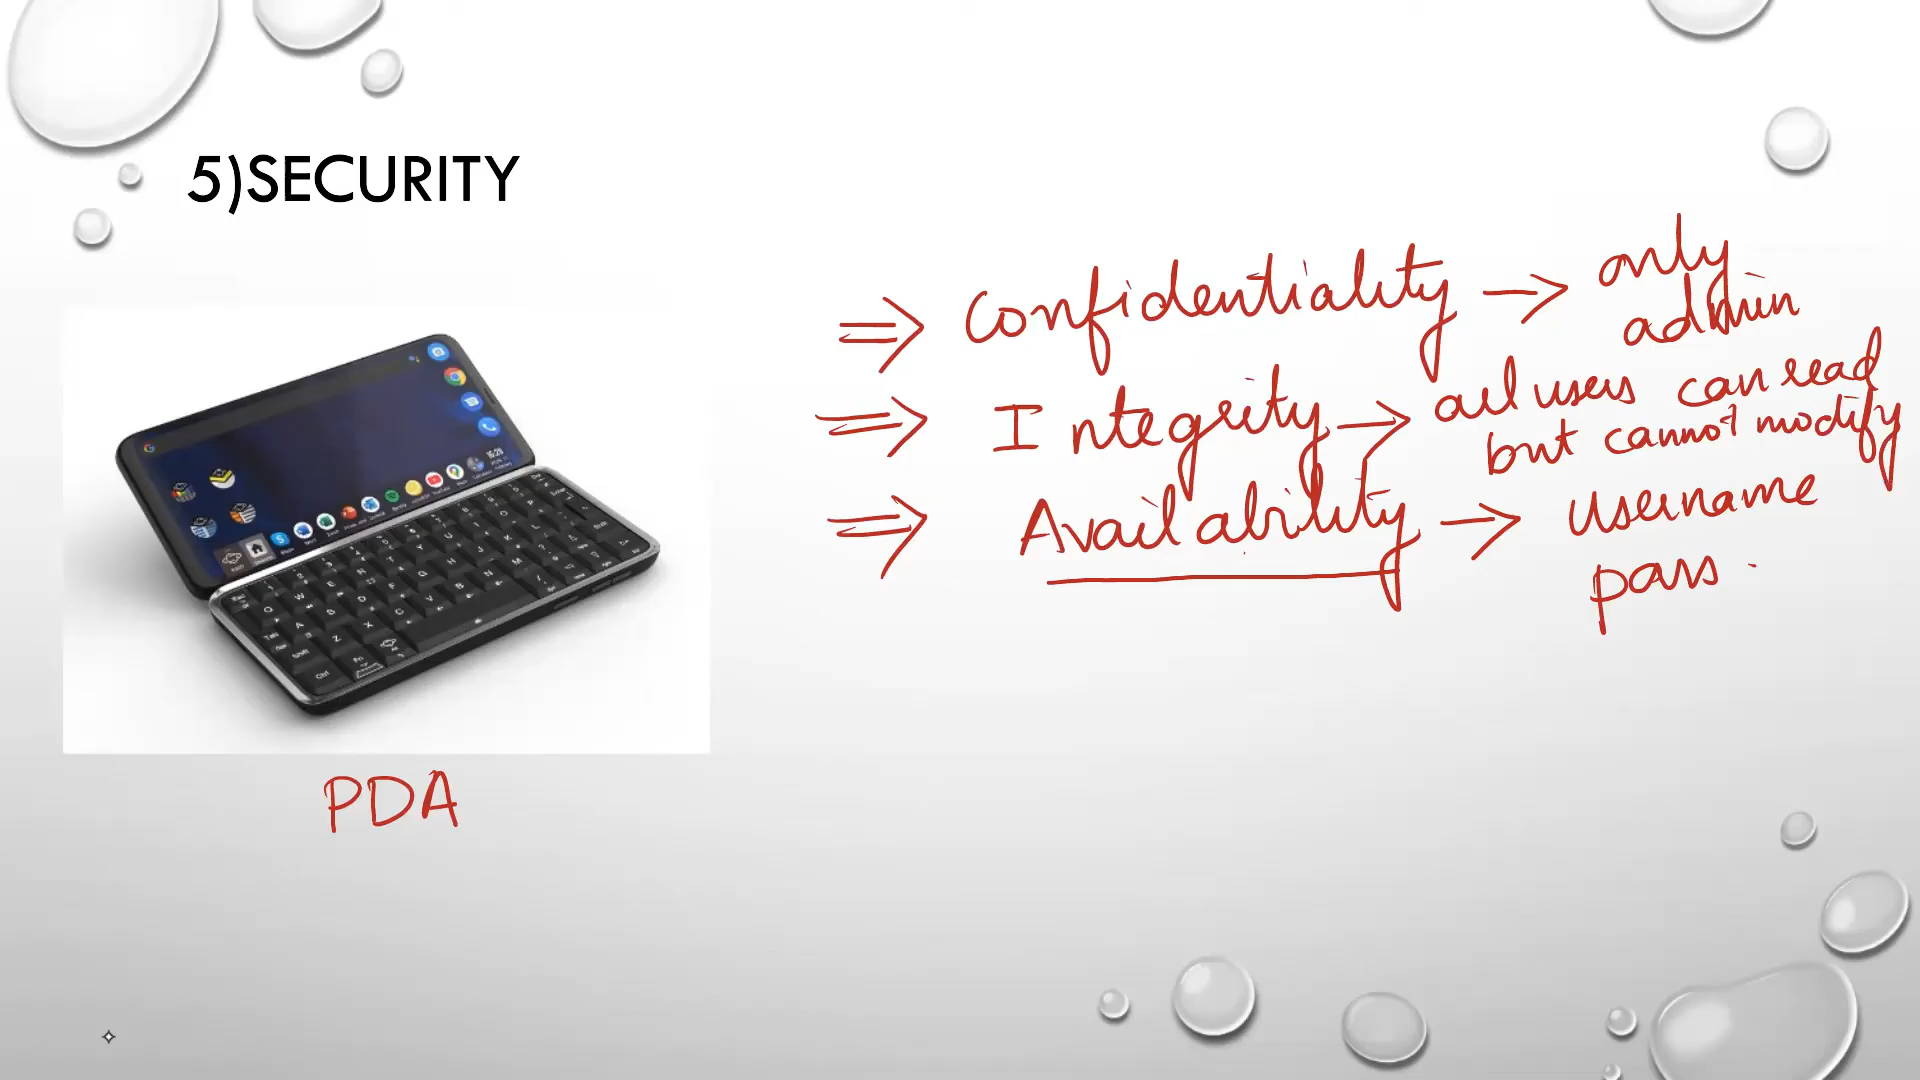 5)SECURITY
⇒ Confidentiality → only
admin
⇒ Integrity → all users can read
but cannot modify
⇒ Availability → Username
pass.
PDA